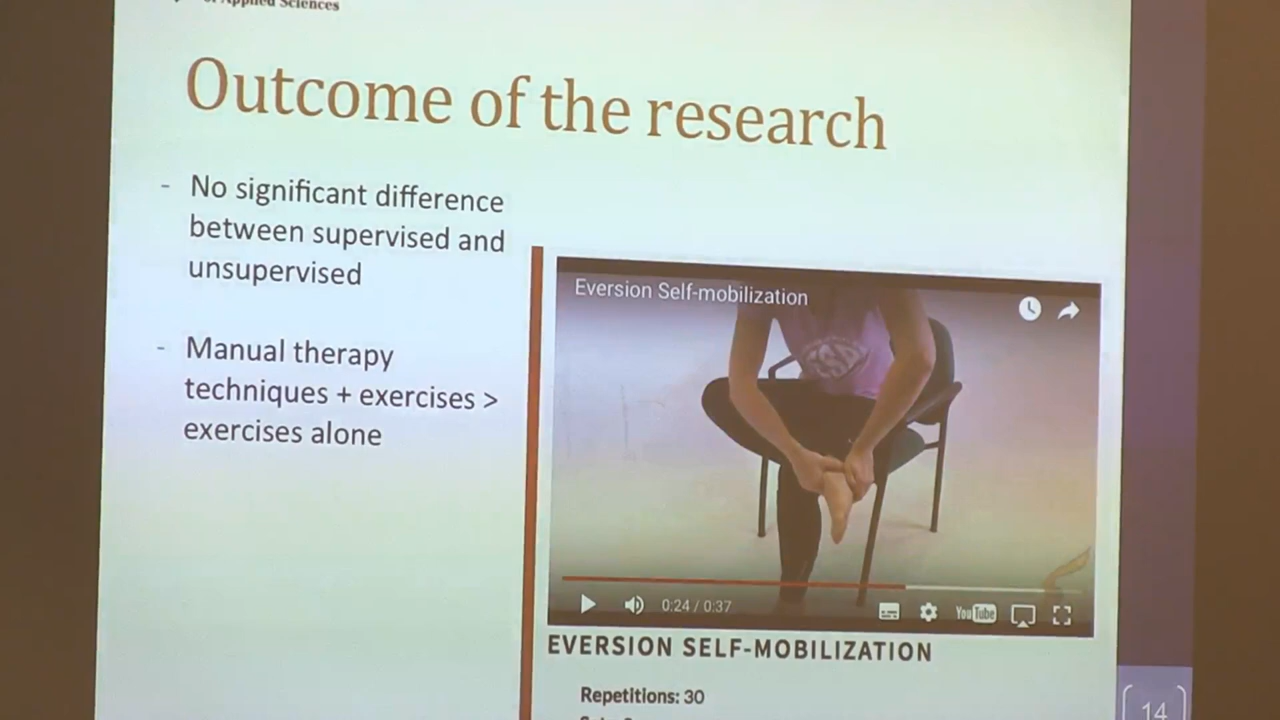 Applied Sciences
Outcome of the research
- No significant difference
between supervised and
unsupervised
- Manual therapy
techniques + exercises >
exercises alone
Eversion Self-mobilization
0:24 / 0:37
YouTube
EVERSION SELF-MOBILIZATION
Repetitions: 30
14